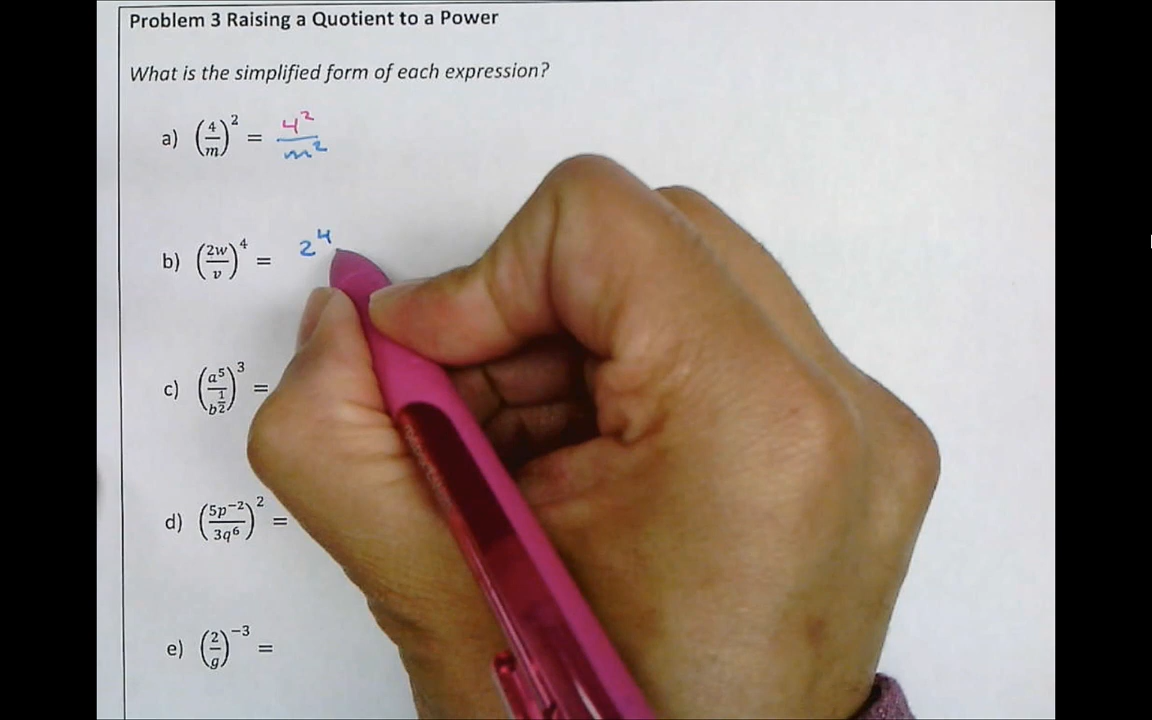 Problem 3 Raising a Quotient to a Power
What is the simplified form of each expression?
a) (4/m)² = 4²/m²
b) (2w/v)⁴ = 2⁴
c) (a⁵/b^(1/2))³ =
d) (5p⁻²/3q⁶)² =
e) (2/g)⁻³ =